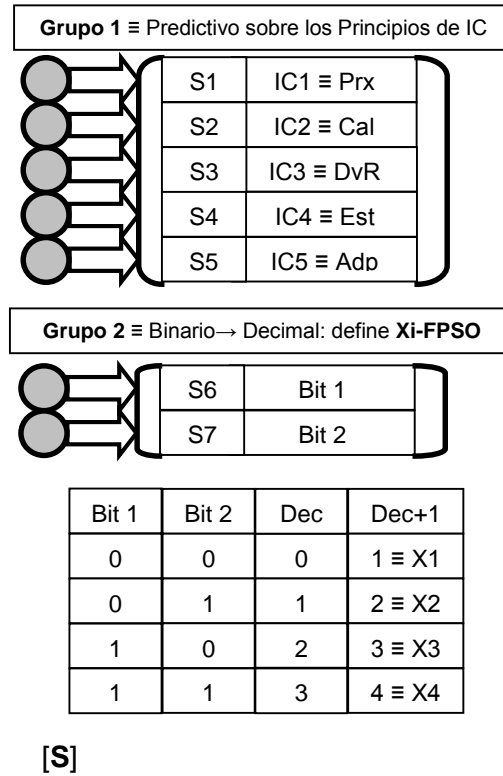 Grupo 1 ≡ Predictivo sobre los Principios de IC
S1 IC1 ≡ Prx
S2 IC2 ≡ Cal
S3 IC3 ≡ DvR
S4 IC4 ≡ Est
S5 IC5 ≡ Adp
Grupo 2 ≡ Binario→ Decimal: define Xi-FPSO
S6 Bit 1
S7 Bit 2
Bit 1 Bit 2 Dec Dec+1
0 0 0 1 ≡ X1
0 1 1 2 ≡ X2
1 0 2 3 ≡ X3
1 1 3 4 ≡ X4
[S]